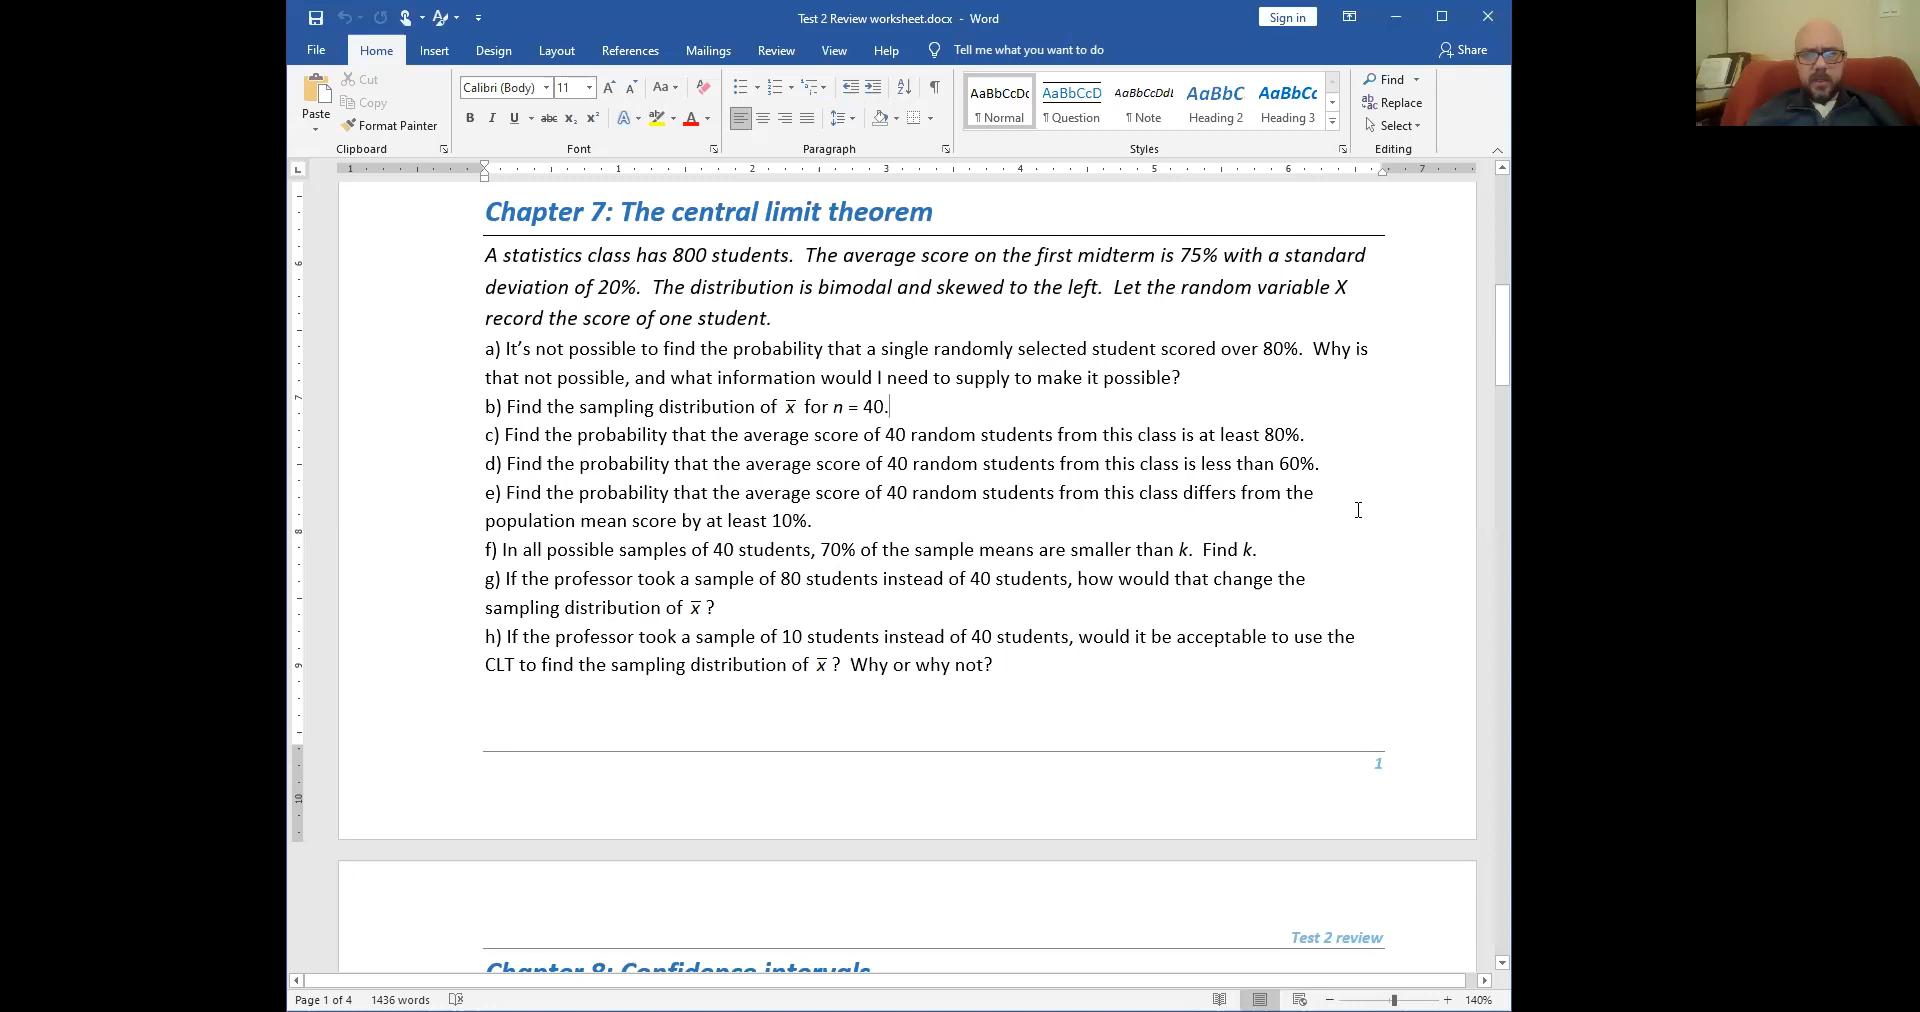 Test 2 Review worksheet.docx - Word
Sign in
File Home Insert Design Layout References Mailings Review View Help Tell me what you want to do Share
Paste
Cut
Copy
Format Painter
Clipboard
Calibri (Body) 11
Font
Paragraph
AaBbCcDc AaBbCcD AaBbCcDdI AaBbC AaBbCc
¶ Normal ¶ Question ¶ Note Heading 2 Heading 3
Styles
Find
Replace
Select
Editing
1 1 2 3 4 5 6 7
Chapter 7: The central limit theorem
A statistics class has 800 students. The average score on the first midterm is 75% with a standard
deviation of 20%. The distribution is bimodal and skewed to the left. Let the random variable X
record the score of one student.
a) It’s not possible to find the probability that a single randomly selected student scored over 80%. Why is
that not possible, and what information would I need to supply to make it possible?
b) Find the sampling distribution of x̅ for n = 40.
c) Find the probability that the average score of 40 random students from this class is at least 80%.
d) Find the probability that the average score of 40 random students from this class is less than 60%.
e) Find the probability that the average score of 40 random students from this class differs from the
population mean score by at least 10%.
f) In all possible samples of 40 students, 70% of the sample means are smaller than k. Find k.
g) If the professor took a sample of 80 students instead of 40 students, how would that change the
sampling distribution of x̅ ?
h) If the professor took a sample of 10 students instead of 40 students, would it be acceptable to use the
CLT to find the sampling distribution of x̅ ? Why or why not?
1
Test 2 review
Chapter 8: Confidence intervals
Page 1 of 4 1436 words 140%